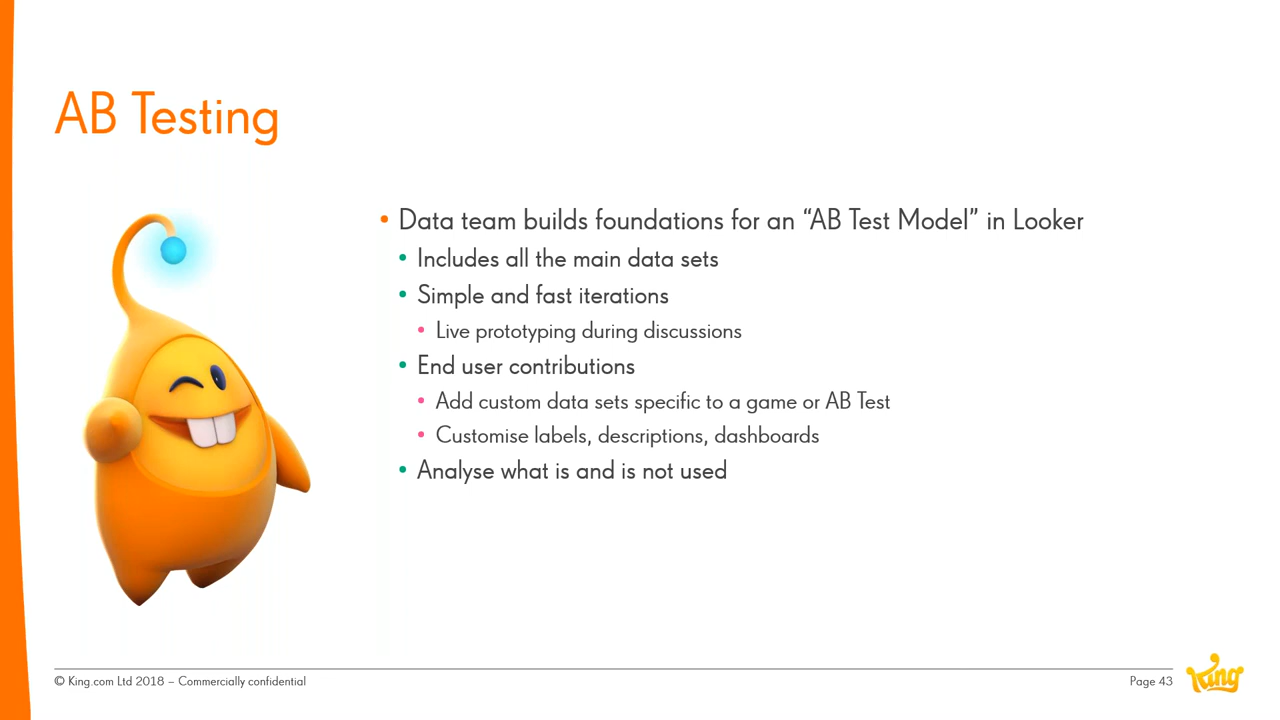 AB Testing
• Data team builds foundations for an “AB Test Model” in Looker
• Includes all the main data sets
• Simple and fast iterations
• Live prototyping during discussions
• End user contributions
• Add custom data sets specific to a game or AB Test
• Customise labels, descriptions, dashboards
• Analyse what is and is not used
© King.com Ltd 2018 – Commercially confidential
Page 43
King